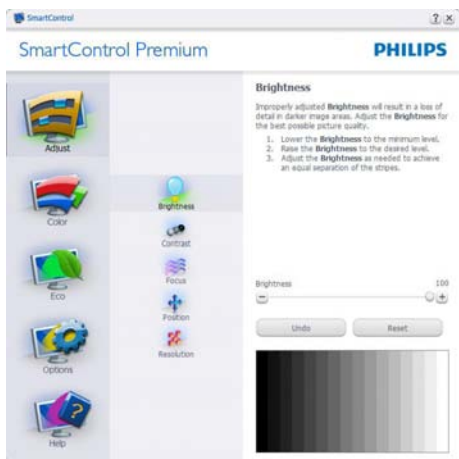 SmartControl
SmartControl Premium
PHILIPS
Adjust
Color
Eco
Options
Help
Brightness
Contrast
Focus
Position
Resolution
Brightness
Improperly adjusted Brightness will result in a loss of
detail in darker image areas. Adjust the Brightness for
the best possible picture quality.
1. Lower the Brightness to the minimum level.
2. Raise the Brightness to the desired level.
3. Adjust the Brightness as needed to achieve
an equal separation of the stripes.
Brightness 100
Undo Reset